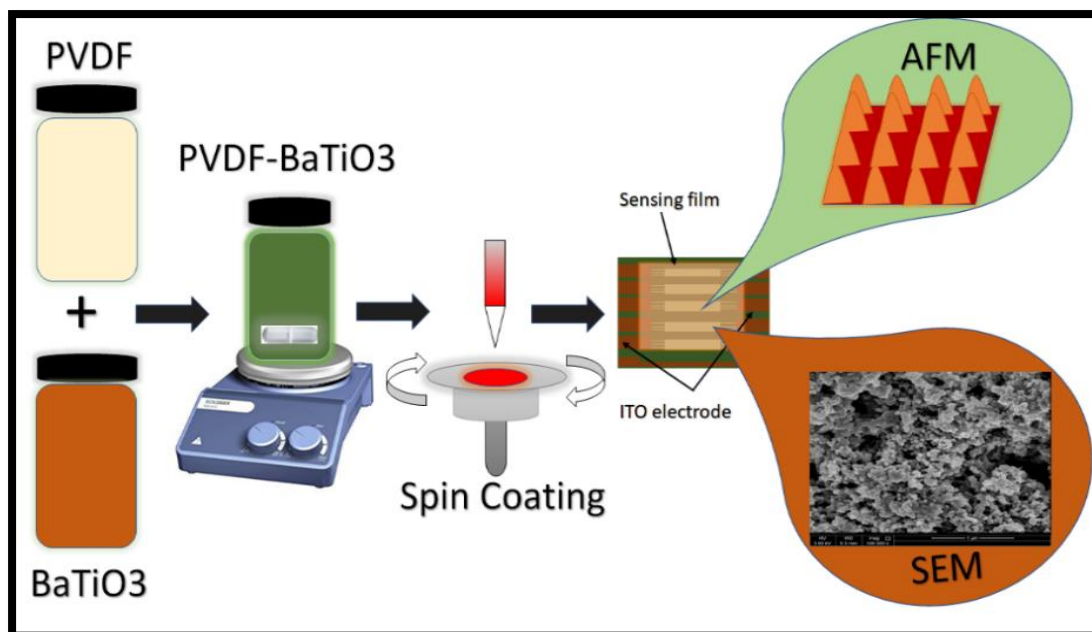 PVDF
+
BaTiO3
PVDF-BaTiO3
Spin Coating
Sensing film
ITO electrode
AFM
SEM